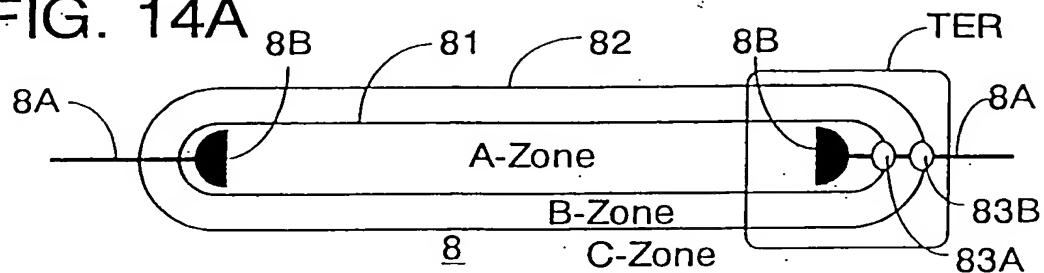 FIG. 14A
8B
81
82
8B
TER
8A
8A
A-Zone
B-Zone
83B
8
C-Zone
83A